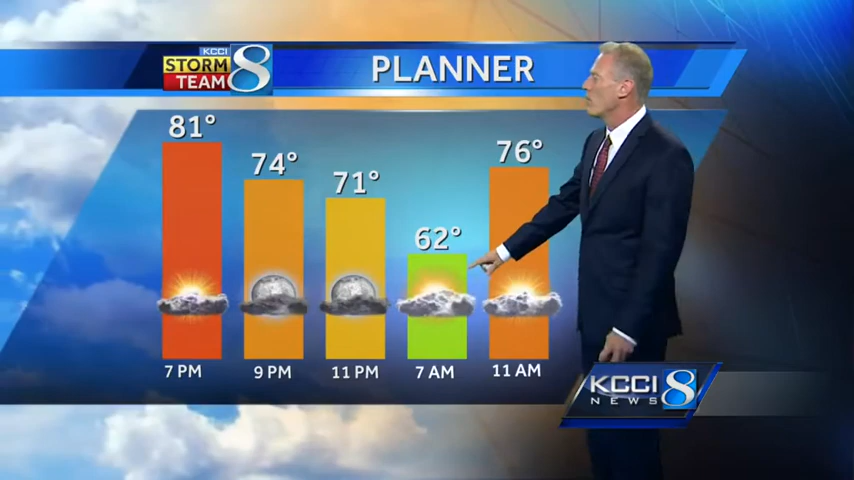 KCCI
STORM
TEAM
8
PLANNER
81°
74°
71°
62°
76°
7 PM
9 PM
11 PM
7 AM
11 AM
KCCI 8
NEWS